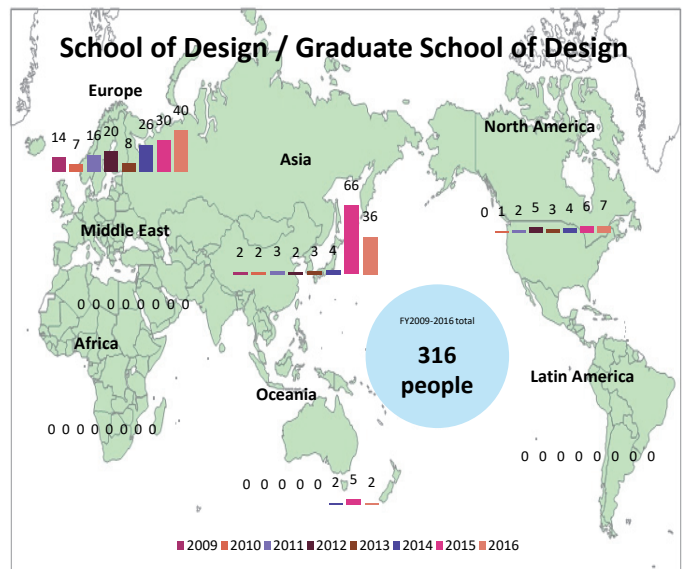 School of Design / Graduate School of Design
Europe
14 7 16 20 8 26 30 40
North America
0 1 2 5 3 4 6 7
Asia
2 2 3 2 3 4 66 36
Middle East
0 0 0 0 0 0 0 0
FY2009-2016 total
316
people
Africa
0 0 0 0 0 0 0 0
Latin America
0 0 0 0 0 0 0 0
Oceania
0 0 0 0 0 2 5 2
2009 2010 2011 2012 2013 2014 2015 2016